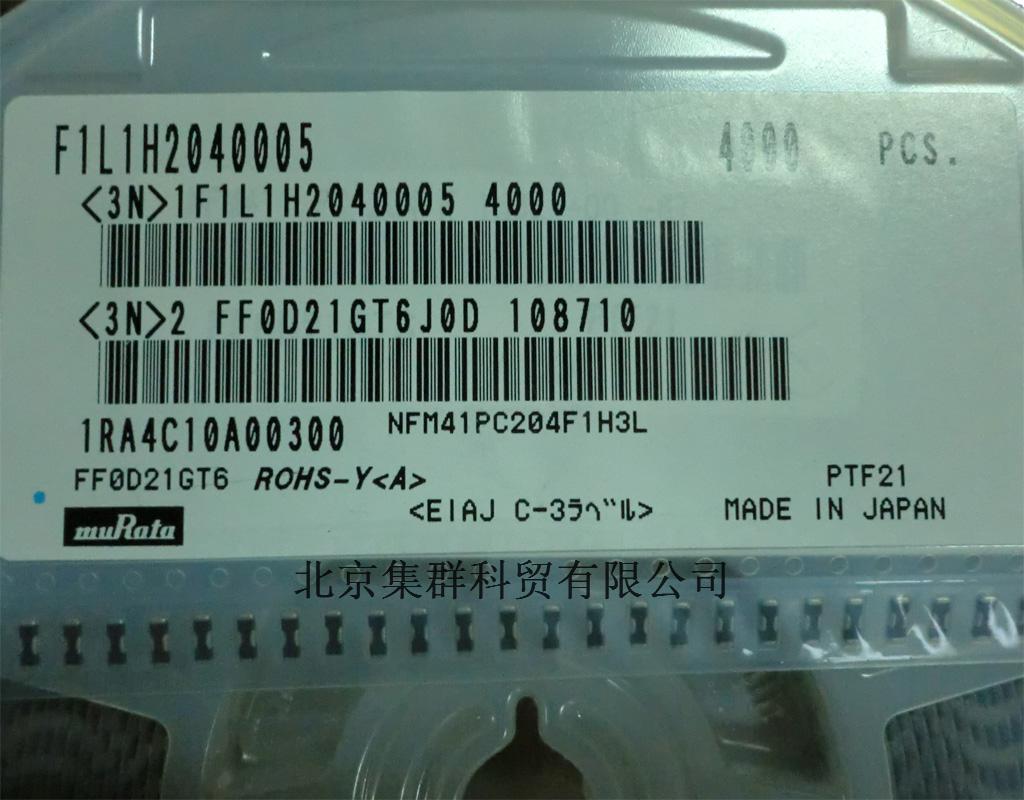 F1L1H2040005 4000 PCS.
<3N>1F1L1H2040005 4000
<3N>2 FF0D21GT6J0D 108710
1RA4C10A00300 NFM41PC204F1H3L
FF0D21GT6 ROHS-Y<A> PTF21
<EIAJ C-3ラベル> MADE IN JAPAN
muRata
北京集群科贸有限公司